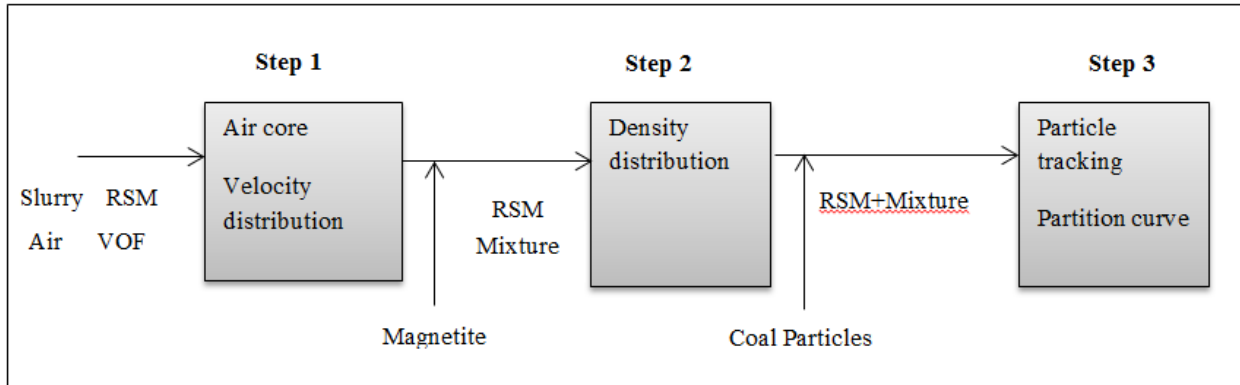 Step 1
Step 2
Step 3
Slurry RSM
Air VOF
Air core
Velocity
distribution
RSM
Mixture
Magnetite
Density
distribution
RSM+Mixture
Coal Particles
Particle
tracking
Partition curve